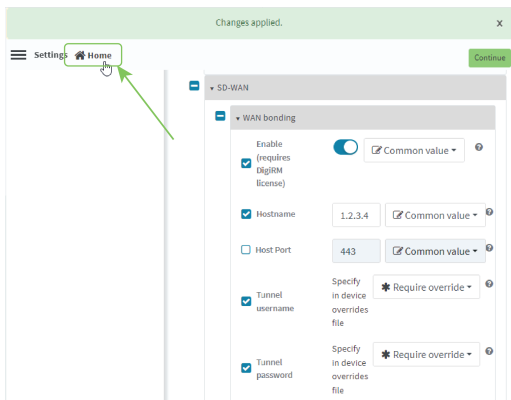 Changes applied.
x
Settings Home
Continue
SD-WAN
WAN bonding
Enable
(requires
DigiRM
license)
Common value
Hostname
1.2.3.4
Common value
Host Port
443
Common value
Tunnel
username
Specify
in device
overrides
file
Require override
Tunnel
password
Specify
in device
overrides
file
Require override